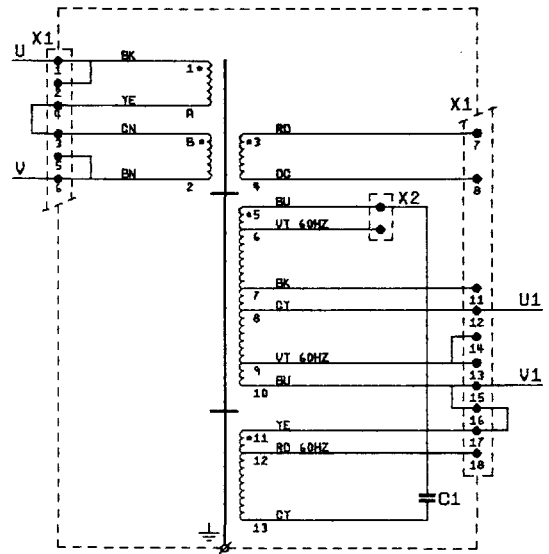 X1
U
BK
1
1
2
YE
4
A
X1
GN
RD
3
B
3
7
5
V
BN
DG
6
2
4
8
BU
X2
5
VT 60HZ
6
BK
7
11
GY
U1
8
12
14
VT 60HZ
9
13
BU
V1
10
15
16
YE
11
17
RD 60HZ
12
18
C1
GY
13